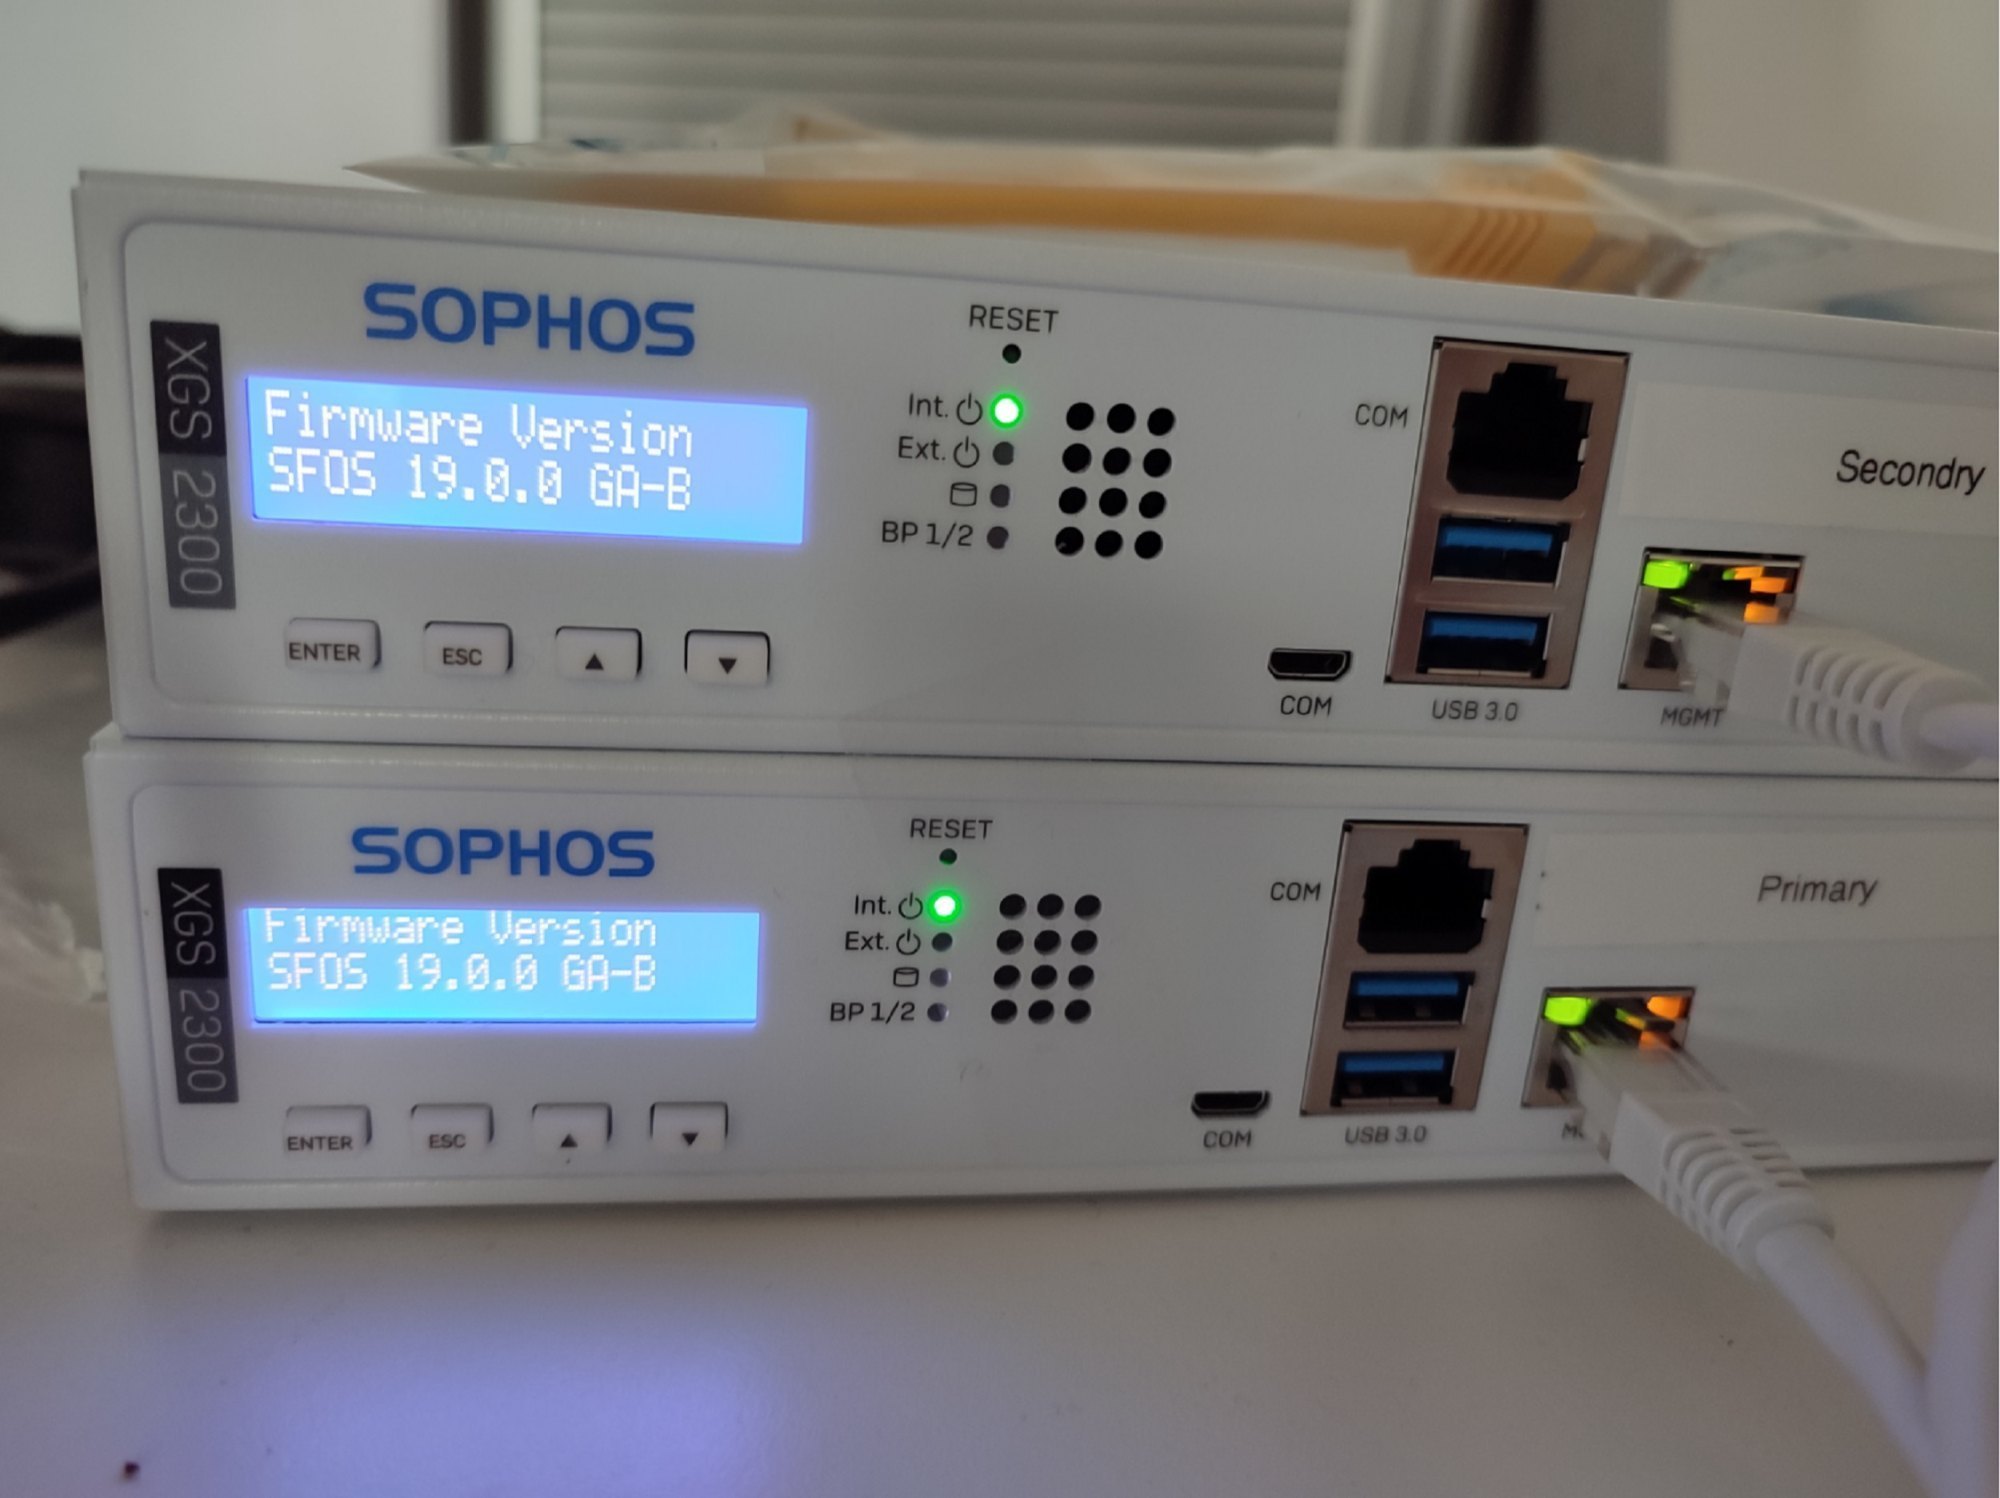 SOPHOS
XGS 2300
Firmware Version
SFOS 19.0.0 GA-B
ENTER
ESC
RESET
Int.
Ext.
BP 1/2
COM
COM
USB 3.0
MGMT
Secondry
SOPHOS
XGS 2300
Firmware Version
SFOS 19.0.0 GA-B
ENTER
ESC
RESET
Int.
Ext.
BP 1/2
COM
COM
USB 3.0
Primary